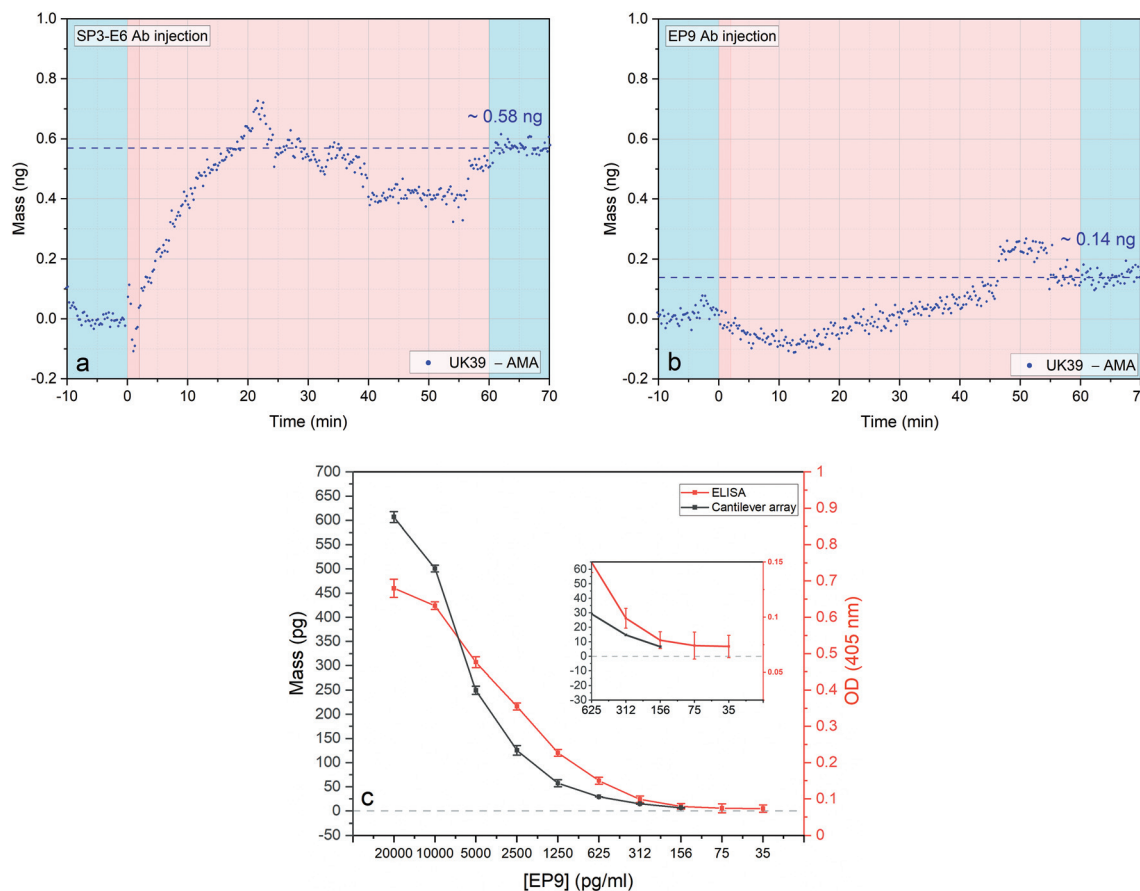 SP3-E6 Ab injection
~ 0.58 ng
Mass (ng)
1.0
0.8
0.6
0.4
0.2
0.0
-0.2
a
UK39 – AMA
-10 0 10 20 30 40 50 60 70
Time (min)
EP9 Ab injection
~ 0.14 ng
Mass (ng)
1.0
0.8
0.6
0.4
0.2
0.0
-0.2
b
UK39 – AMA
-10 0 10 20 30 40 50 60 70
Time (min)
Mass (pg)
700
650
600
550
500
450
400
350
300
250
200
150
100
50
0
-50
c
ELISA
Cantilever array
60
50
40
30
20
10
0
-10
-20
-30
0.15
0.1
0.05
625 312 156 75 35
1
0.9
0.8
0.7
0.6
0.5
0.4
0.3
0.2
0.1
0
OD (405 nm)
20000 10000 5000 2500 1250 625 312 156 75 35
[EP9] (pg/ml)